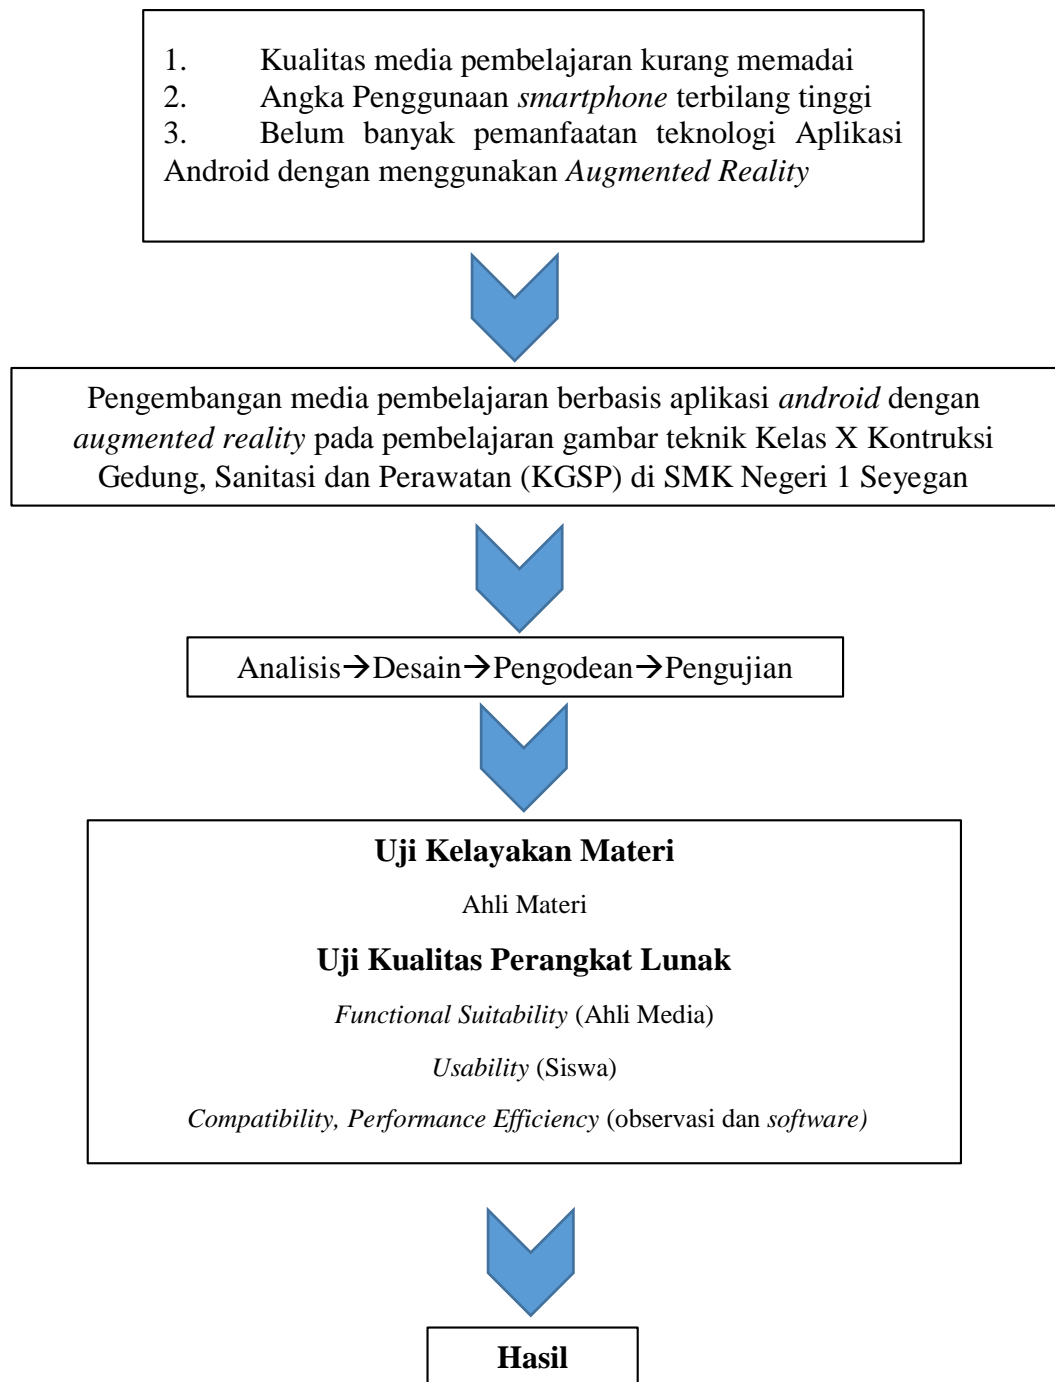 1. Kualitas media pembelajaran kurang memadai
2. Angka Penggunaan smartphone terbilang tinggi
3. Belum banyak pemanfaatan teknologi Aplikasi
Android dengan menggunakan Augmented Reality
Pengembangan media pembelajaran berbasis aplikasi android dengan
augmented reality pada pembelajaran gambar teknik Kelas X Kontruksi
Gedung, Sanitasi dan Perawatan (KGSP) di SMK Negeri 1 Seyegan
Analisis→Desain→Pengodean→Pengujian
Uji Kelayakan Materi
Ahli Materi
Uji Kualitas Perangkat Lunak
Functional Suitability (Ahli Media)
Usability (Siswa)
Compatibility, Performance Efficiency (observasi dan software)
Hasil